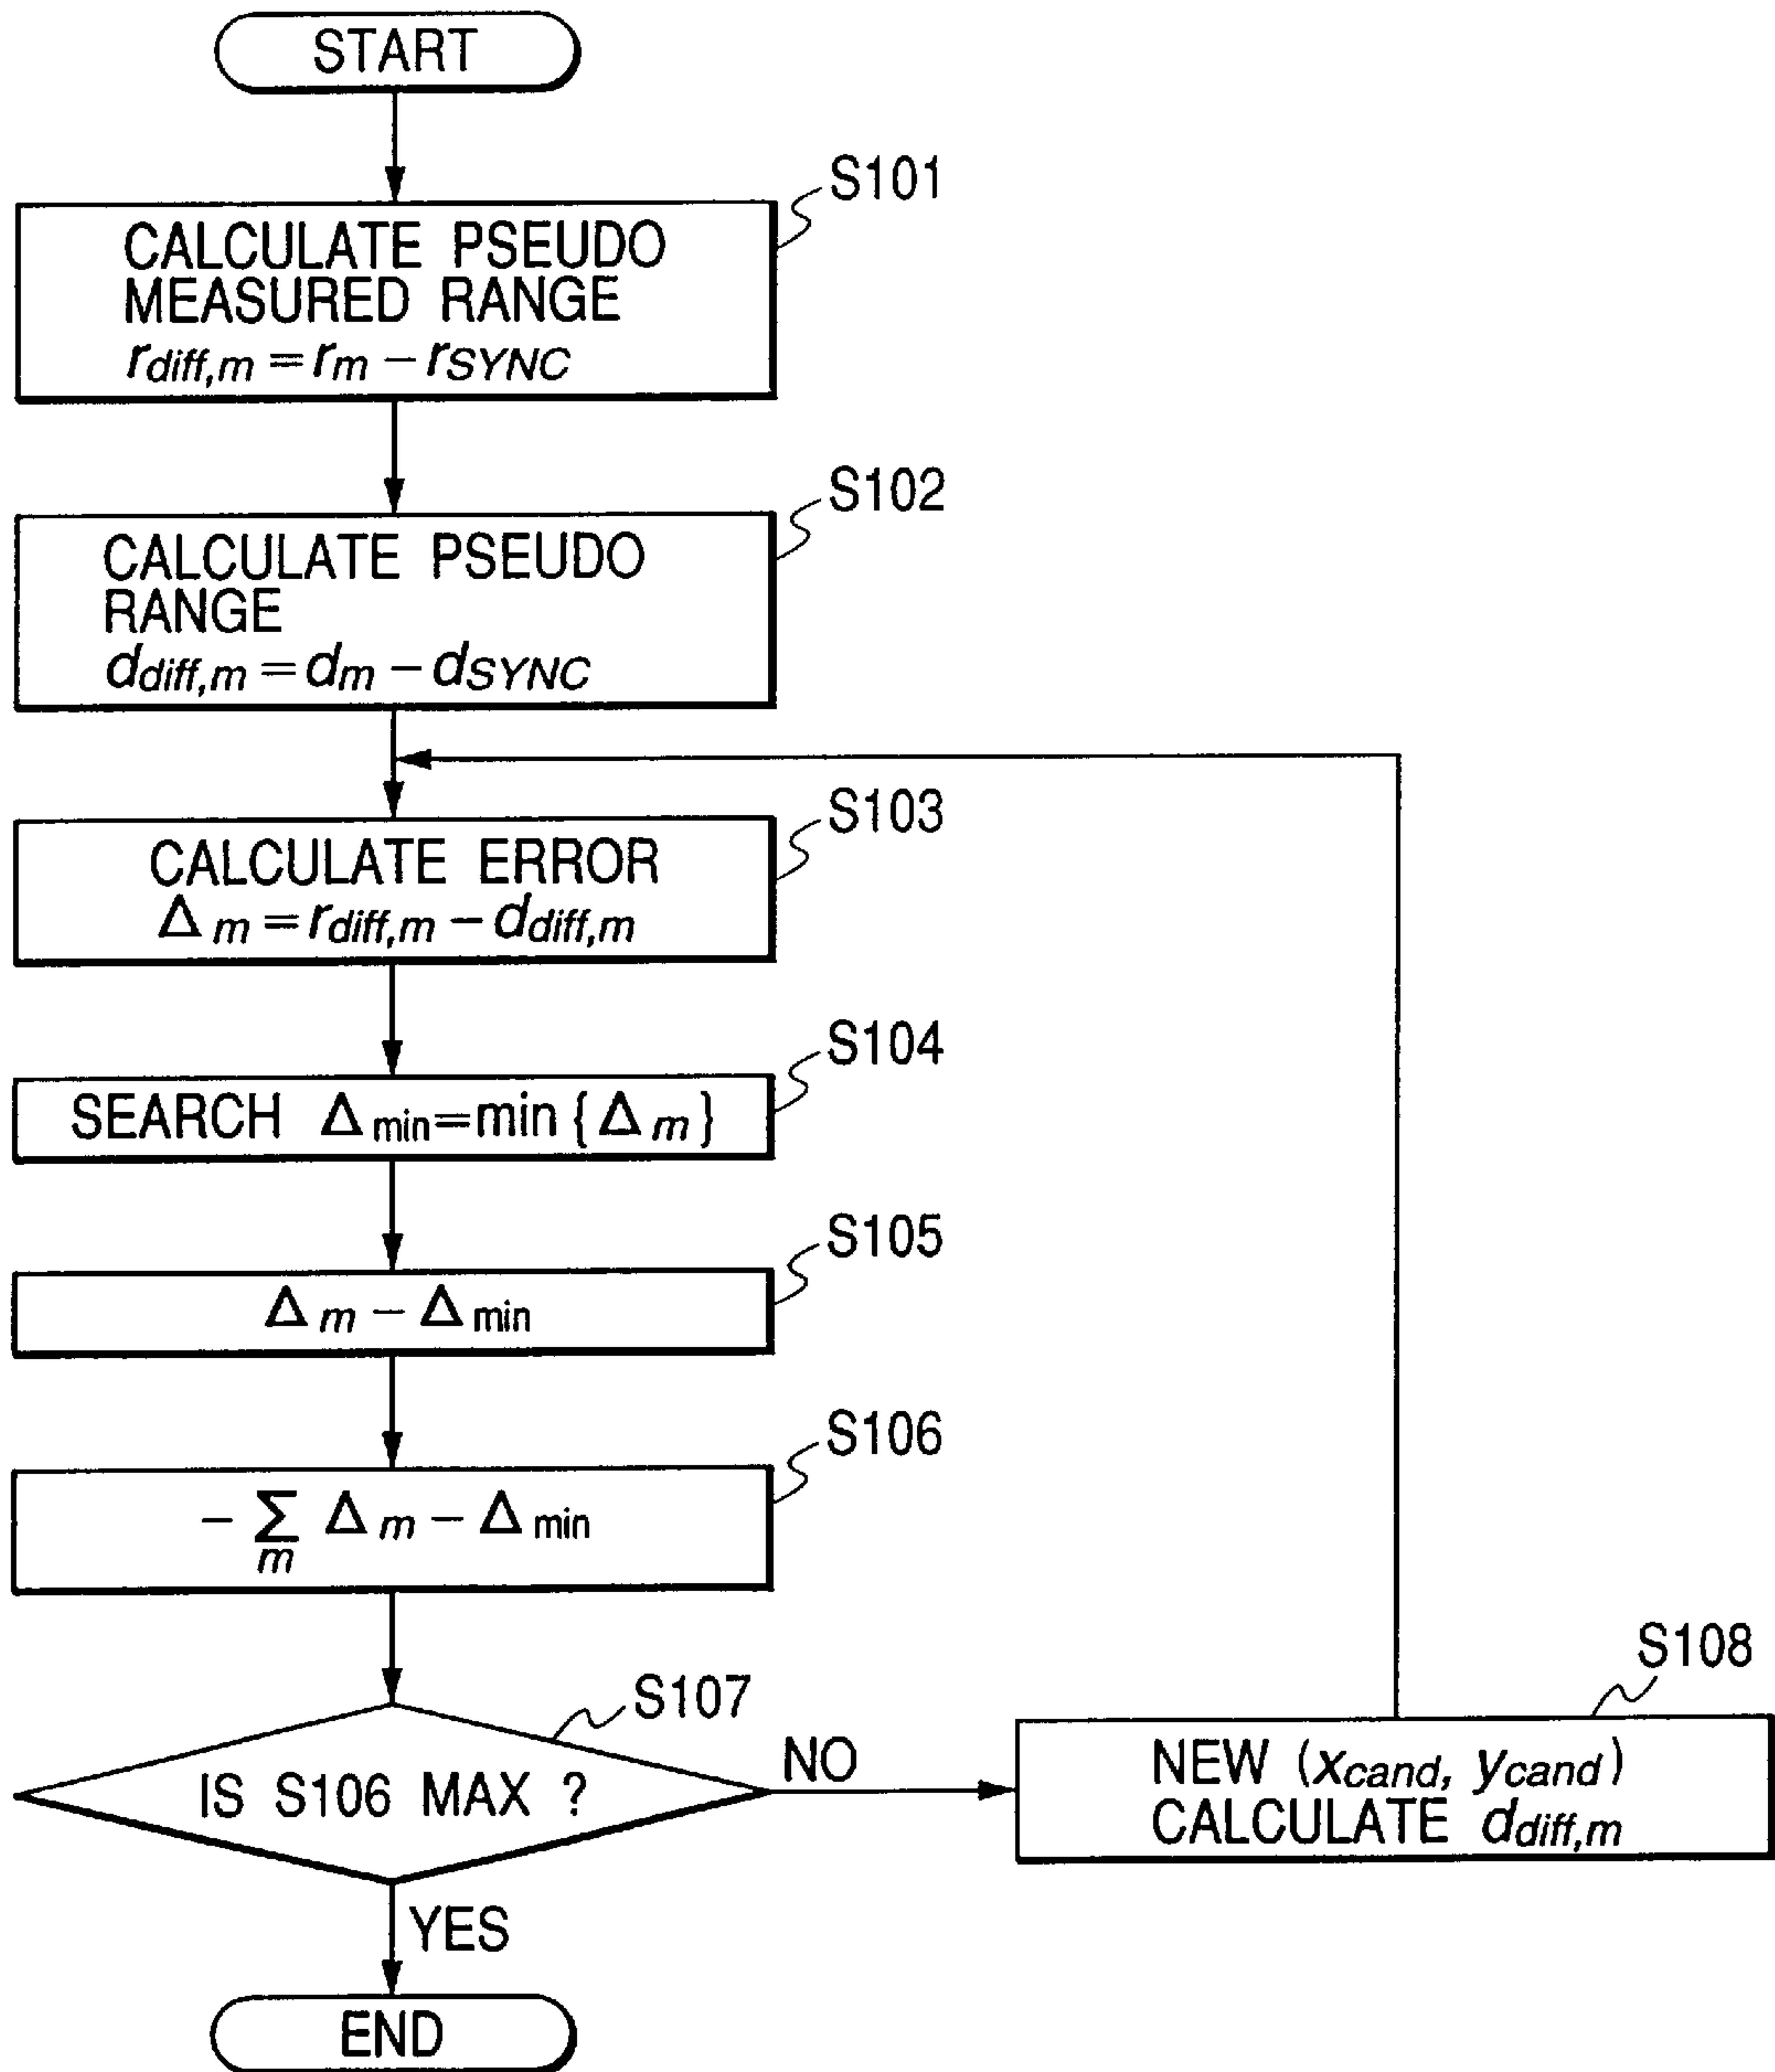 START
S101
CALCULATE PSEUDO
MEASURED RANGE
rdiff,m = rm − rSYNC
S102
CALCULATE PSEUDO
RANGE
ddiff,m = dm − dSYNC
S103
CALCULATE ERROR
Δm = rdiff,m − ddiff,m
S104
SEARCH Δmin = min {Δm}
S105
Δm − Δmin
S106
− Σm Δm − Δmin
S107
IS S106 MAX ?
NO
S108
NEW (xcand, ycand)
CALCULATE ddiff,m
YES
END